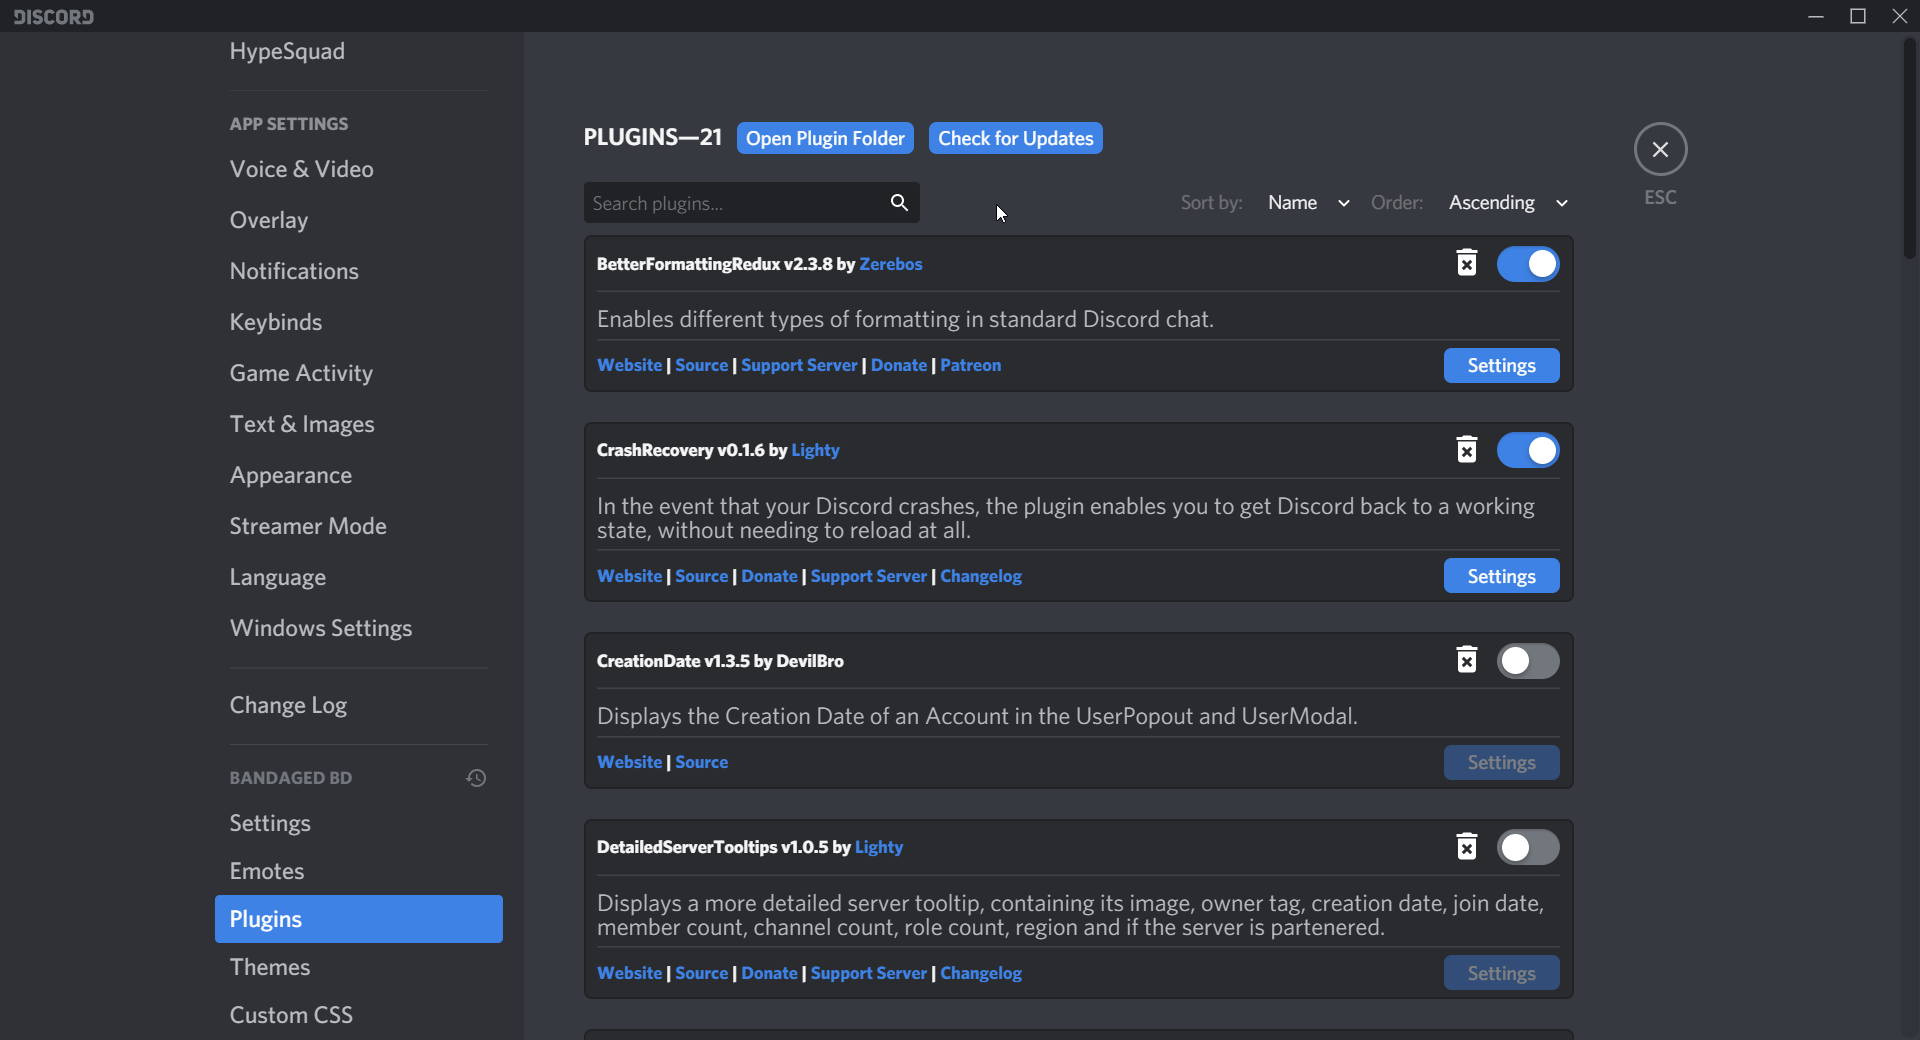 DISCORD
HypeSquad
APP SETTINGS
Voice & Video
Overlay
Notifications
Keybinds
Game Activity
Text & Images
Appearance
Streamer Mode
Language
Windows Settings
Change Log
BANDAGED BD
Settings
Emotes
Plugins
Themes
Custom CSS
PLUGINS—21 Open Plugin Folder Check for Updates
Search plugins... Sort by: Name Order: Ascending
ESC
BetterFormattingRedux v2.3.8 by Zerebos
Enables different types of formatting in standard Discord chat.
Website | Source | Support Server | Donate | Patreon Settings
CrashRecovery v0.1.6 by Lighty
In the event that your Discord crashes, the plugin enables you to get Discord back to a working
state, without needing to reload at all.
Website | Source | Donate | Support Server | Changelog Settings
CreationDate v1.3.5 by DevilBro
Displays the Creation Date of an Account in the UserPopout and UserModal.
Website | Source Settings
DetailedServerTooltips v1.0.5 by Lighty
Displays a more detailed server tooltip, containing its image, owner tag, creation date, join date,
member count, channel count, role count, region and if the server is partenered.
Website | Source | Donate | Support Server | Changelog Settings